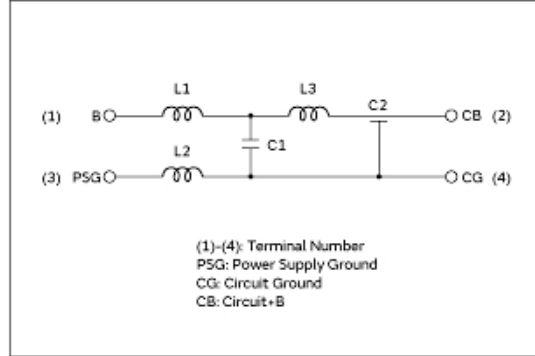 L1 L3 C2
(1) B CB (2)
C1
L2
(3) PSG CG (4)
(1)-(4): Terminal Number
PSG: Power Supply Ground
CG: Circuit Ground
CB: Circuit+B